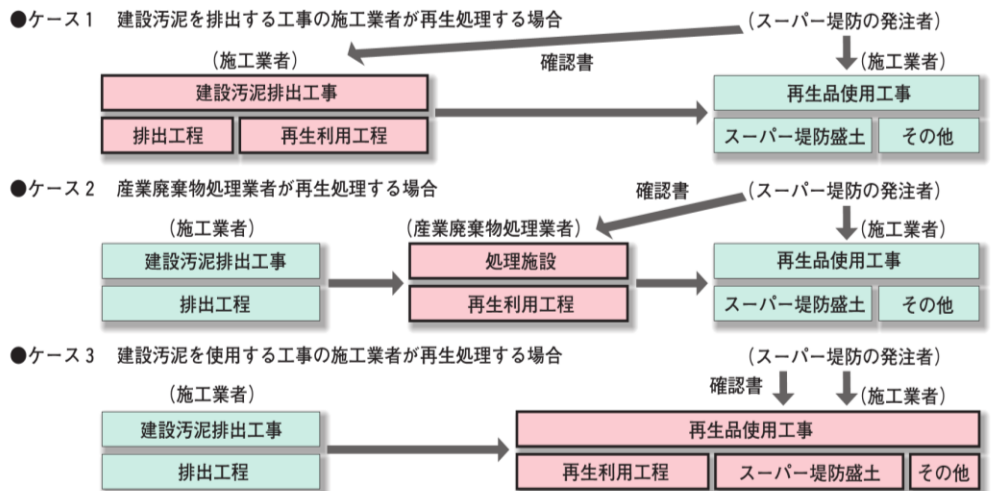 ●ケース1 建設汚泥を排出する工事の施工業者が再生処理する場合
(スーパー堤防の発注者)
確認書
(施工業者)
(施工業者)
建設汚泥排出工事
排出工程
再生利用工程
再生品使用工事
スーパー堤防盛土
その他
●ケース2 産業廃棄物処理業者が再生処理する場合
確認書
(スーパー堤防の発注者)
(施工業者)
(産業廃棄物処理業者)
(施工業者)
建設汚泥排出工事
排出工程
処理施設
再生利用工程
再生品使用工事
スーパー堤防盛土
その他
●ケース3 建設汚泥を使用する工事の施工業者が再生処理する場合
(スーパー堤防の発注者)
確認書
(施工業者)
(施工業者)
建設汚泥排出工事
排出工程
再生品使用工事
再生利用工程
スーパー堤防盛土
その他